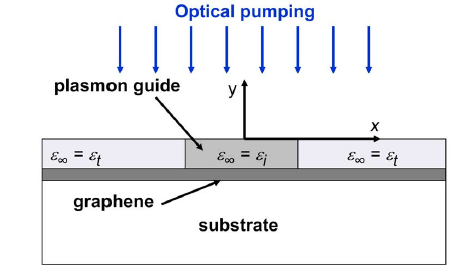 Optical pumping
plasmon guide
y
x
ε∞ = εt
ε∞ = εi
ε∞ = εt
graphene
substrate